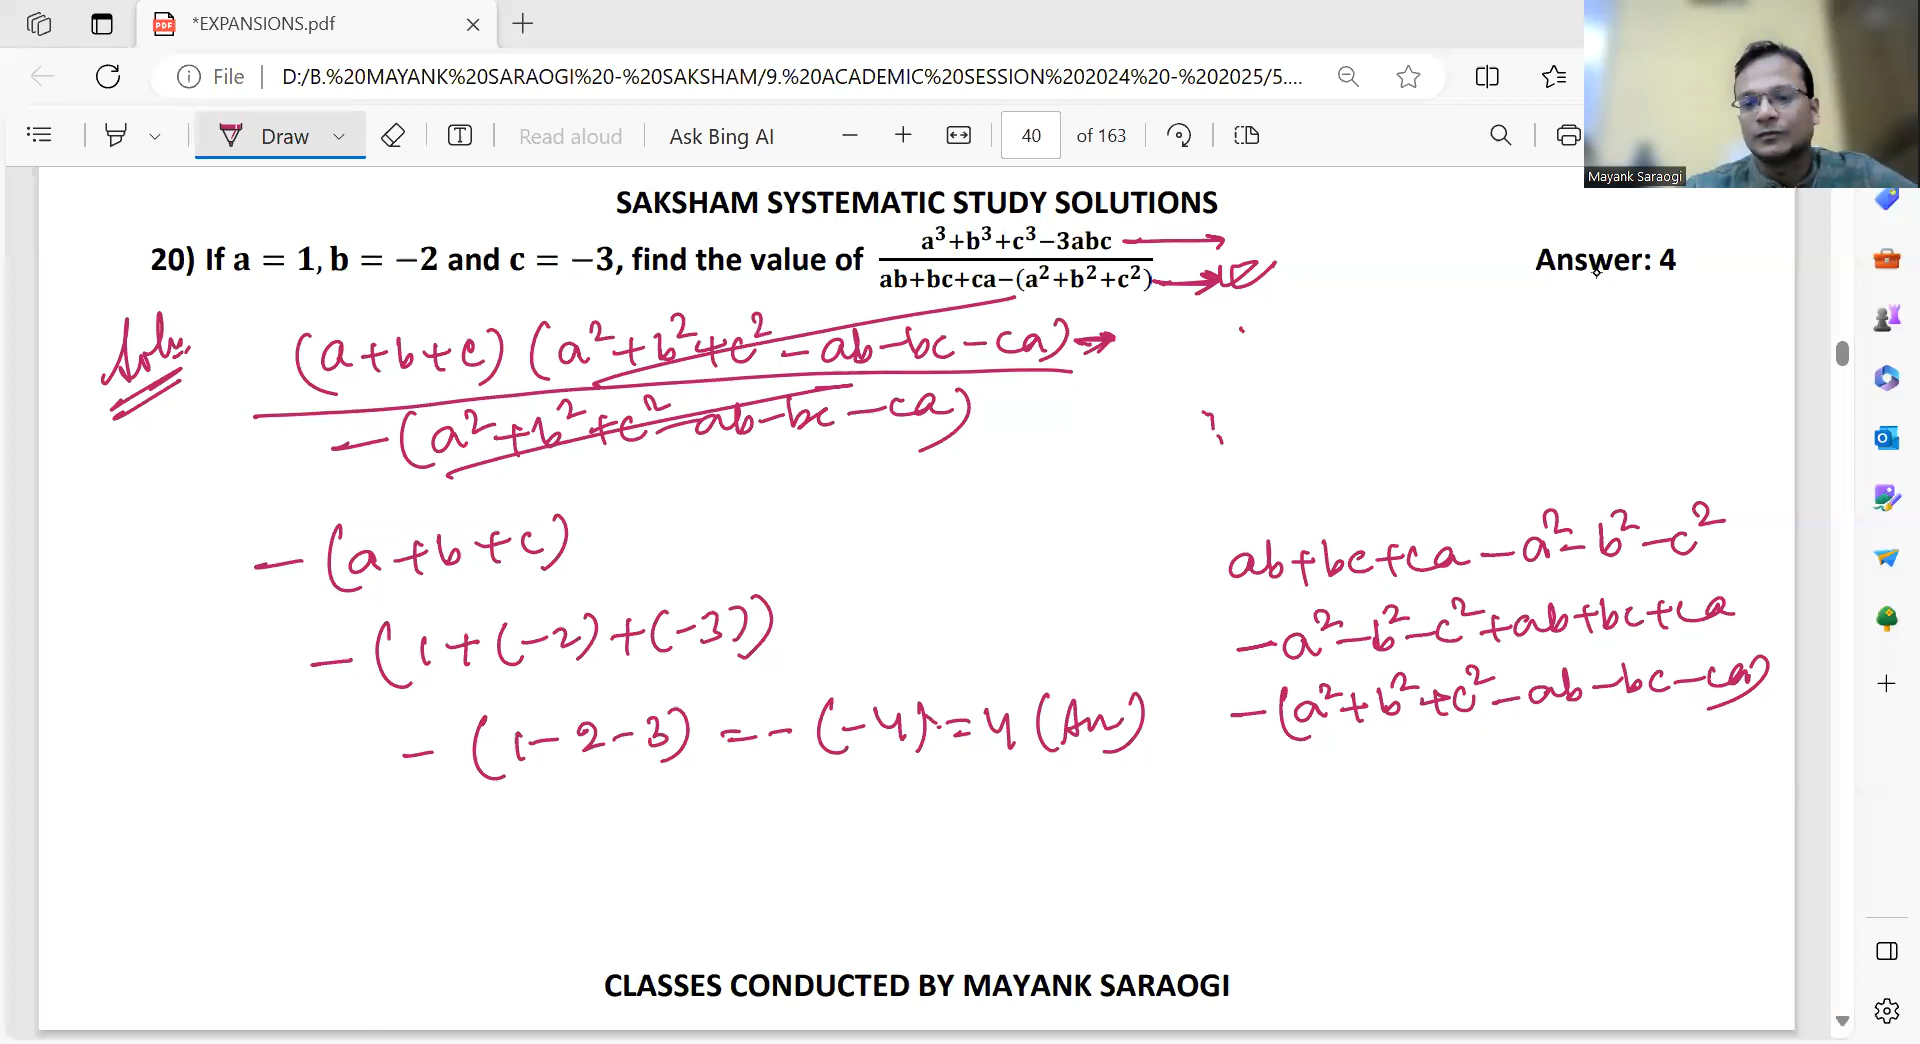 *EXPANSIONS.pdf
File
D:/B.%20MAYANK%20SARAOGI%20-%20SAKSHAM/9.%20ACADEMIC%20SESSION%202024%20-%202025/5....
Draw
Read aloud
Ask Bing AI
40 of 163
Mayank Saraogi
SAKSHAM SYSTEMATIC STUDY SOLUTIONS
20) If a = 1, b = −2 and c = −3, find the value of (a³+b³+c³−3abc)/(ab+bc+ca−(a²+b²+c²)) Answer: 4
Soln.
(a+b+c) (a²+b²+c²−ab−bc−ca)
−(a²+b²+c²−ab−bc−ca)
−(a+b+c)
−(1+(−2)+(−3))
−(1−2−3) = −(−4) = 4 (An)
ab+bc+ca−a²−b²−c²
−a²−b²−c²+ab+bc+ca
−(a²+b²+c²−ab−bc−ca)
CLASSES CONDUCTED BY MAYANK SARAOGI